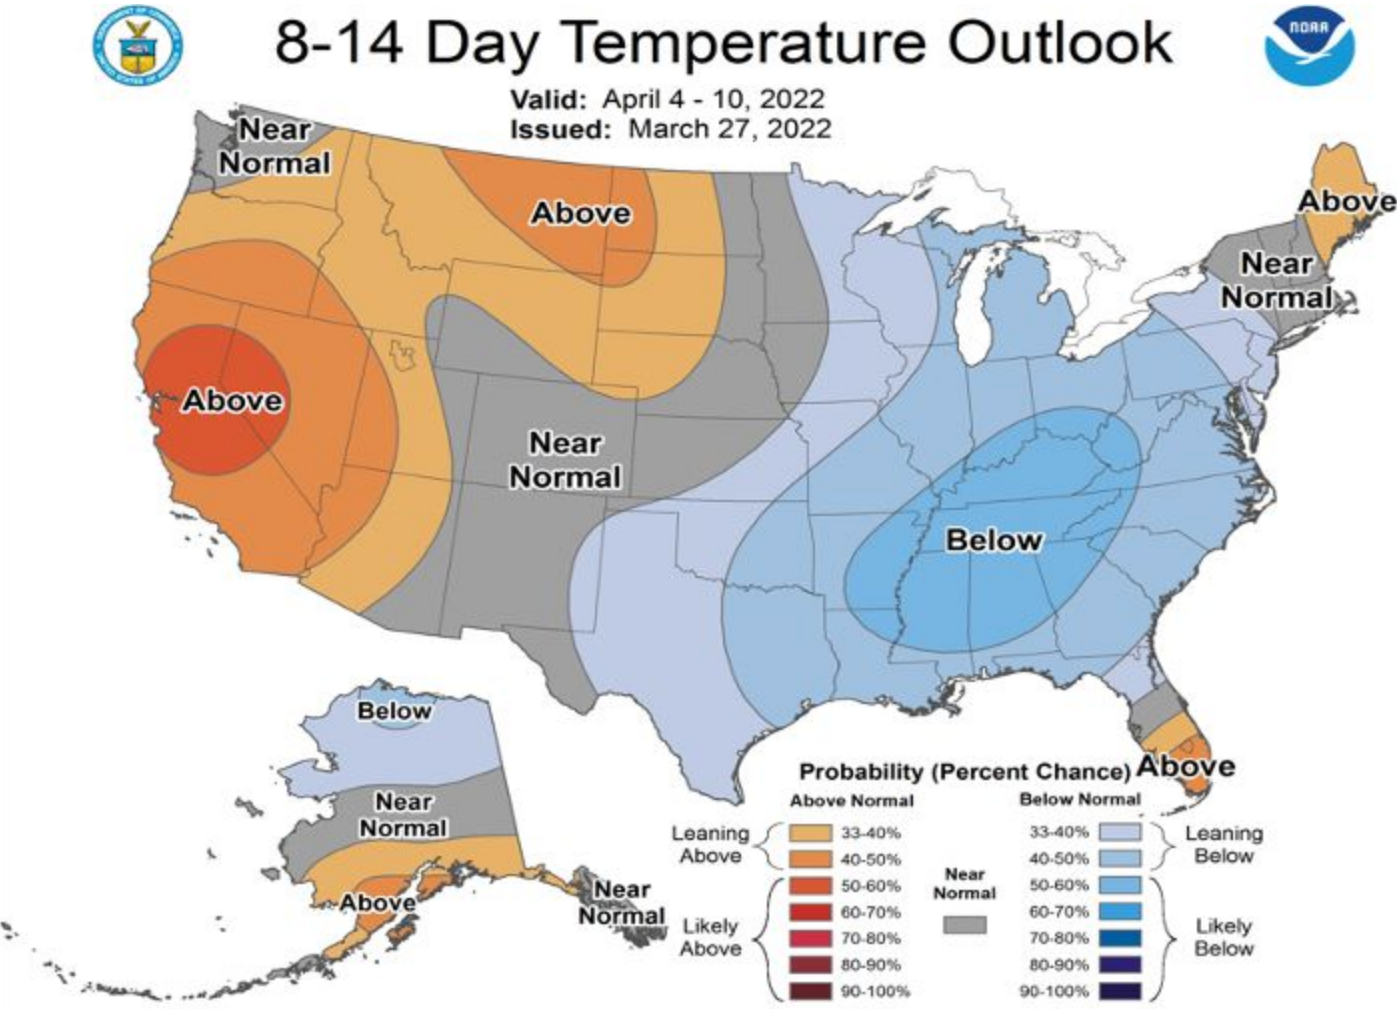 8-14 Day Temperature Outlook
NOAA
Valid: April 4 - 10, 2022
Issued: March 27, 2022
Near
Normal
Above
Above
Near
Normal
Above
Near
Normal
Below
Below
Near
Normal
Above
Near
Normal
Above
Probability (Percent Chance)
Above Normal
Below Normal
Leaning
Above
33-40%
40-50%
Likely
Above
50-60%
60-70%
70-80%
80-90%
90-100%
Near
Normal
33-40%
40-50%
Leaning
Below
50-60%
60-70%
70-80%
80-90%
90-100%
Likely
Below